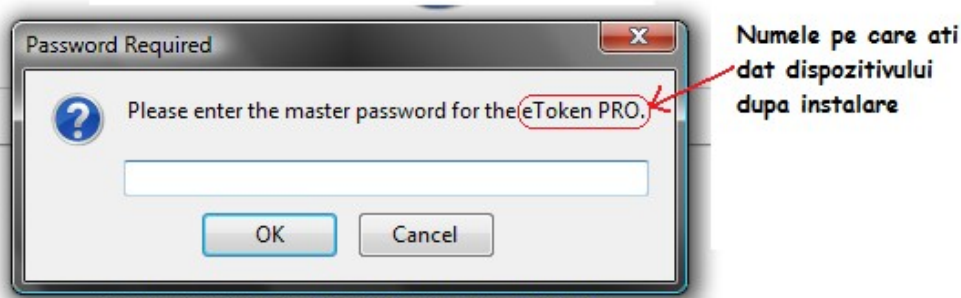 Password Required
Please enter the master password for the eToken PRO.
OK Cancel
Numele pe care ati
dat dispozitivului
dupa instalare